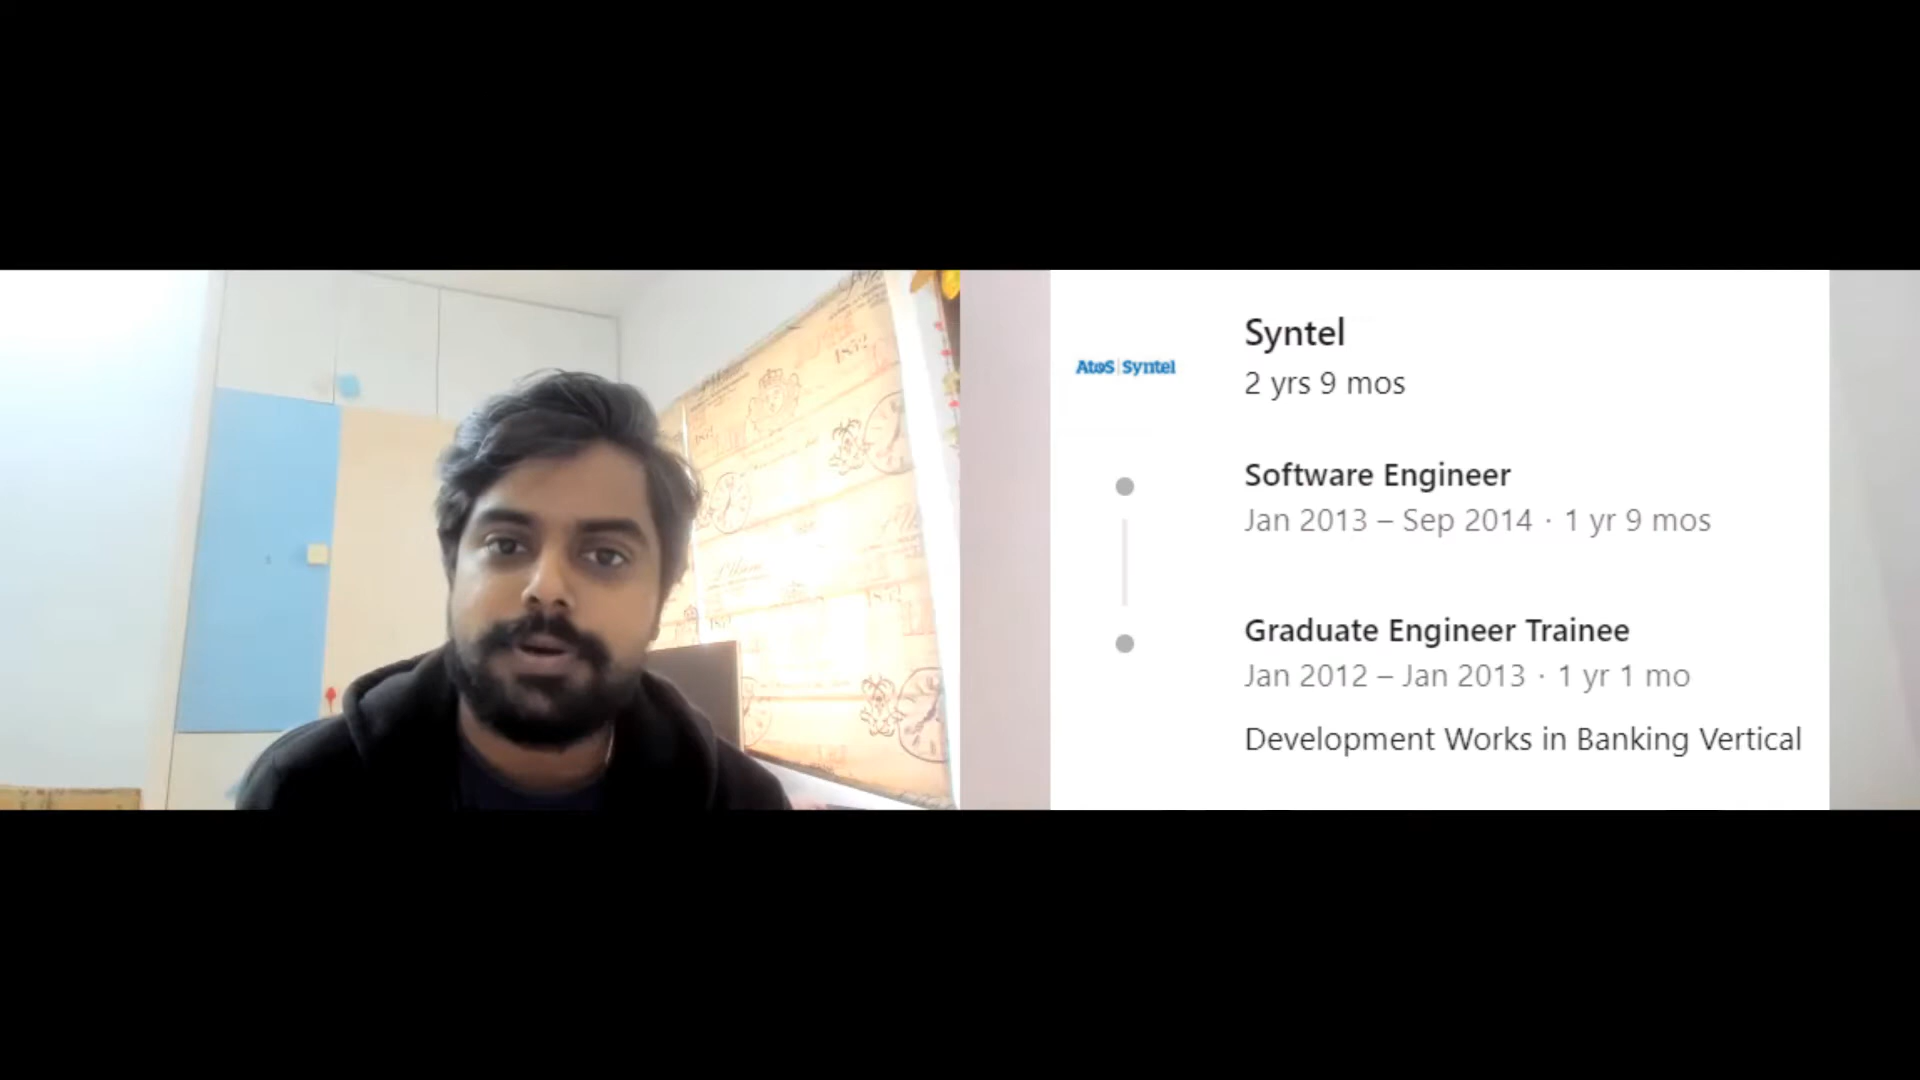 Atos | Syntel
Syntel
2 yrs 9 mos
Software Engineer
Jan 2013 – Sep 2014 · 1 yr 9 mos
Graduate Engineer Trainee
Jan 2012 – Jan 2013 · 1 yr 1 mo
Development Works in Banking Vertical